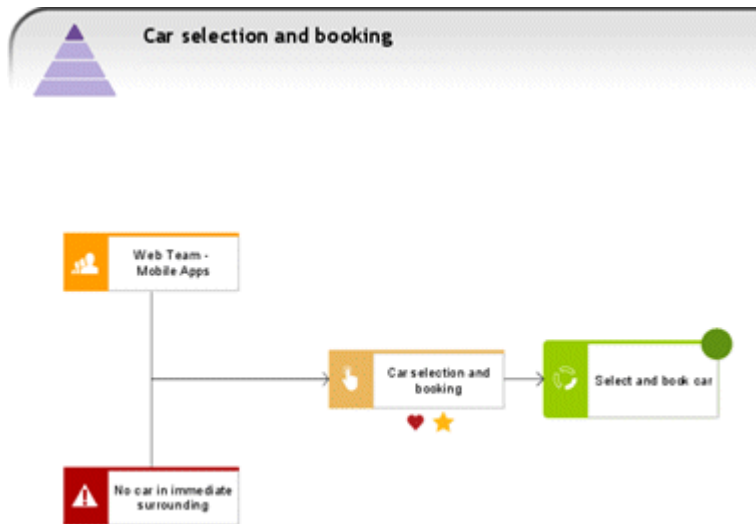 Car selection and booking
Web Team -
Mobile Apps
Car selection and
booking
Select and book car
No car in immediate
surrounding